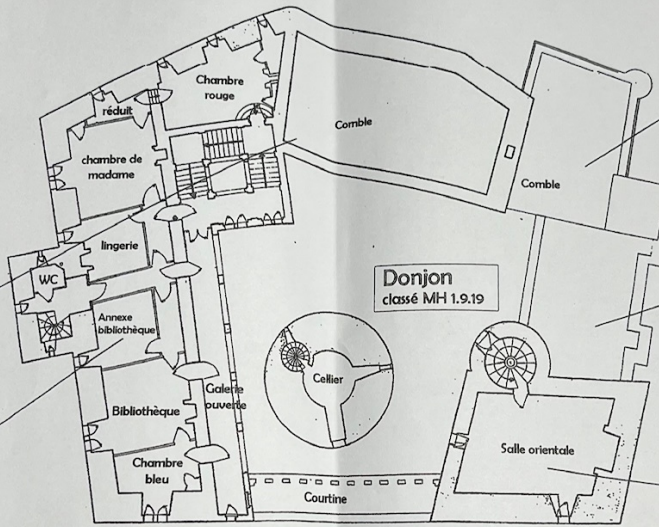 Chambre
rouge
réduit
Comble
chambre de
madame
Comble
lingerie
WC
Donjon
classé MH 1.9.19
Annexe
bibliothèque
Cellier
Galerie
ouverte
Bibliothèque
Salle orientale
Chambre
bleu
Courtine